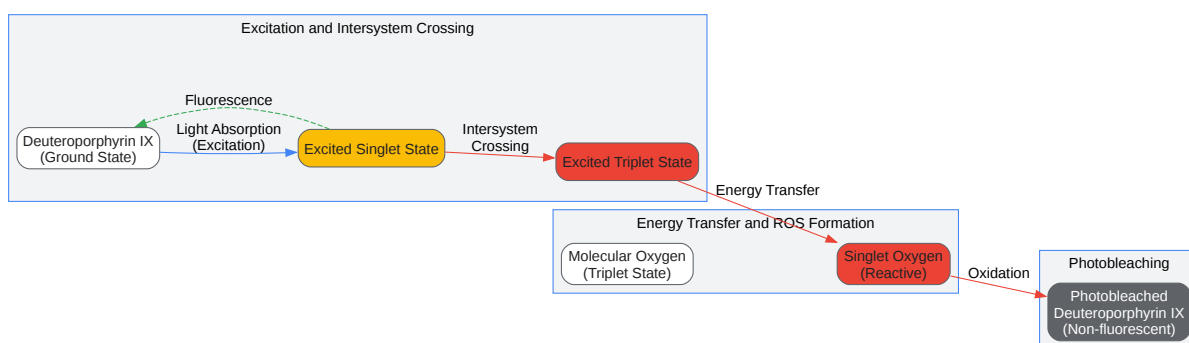 Excitation and Intersystem Crossing
Fluorescence
Deuteroporphyrin IX
(Ground State)
Light Absorption
(Excitation)
Excited Singlet State
Intersystem
Crossing
Excited Triplet State
Energy Transfer
Energy Transfer and ROS Formation
Molecular Oxygen
(Triplet State)
Singlet Oxygen
(Reactive)
Oxidation
Photobleaching
Photobleached
Deuteroporphyrin IX
(Non-fluorescent)